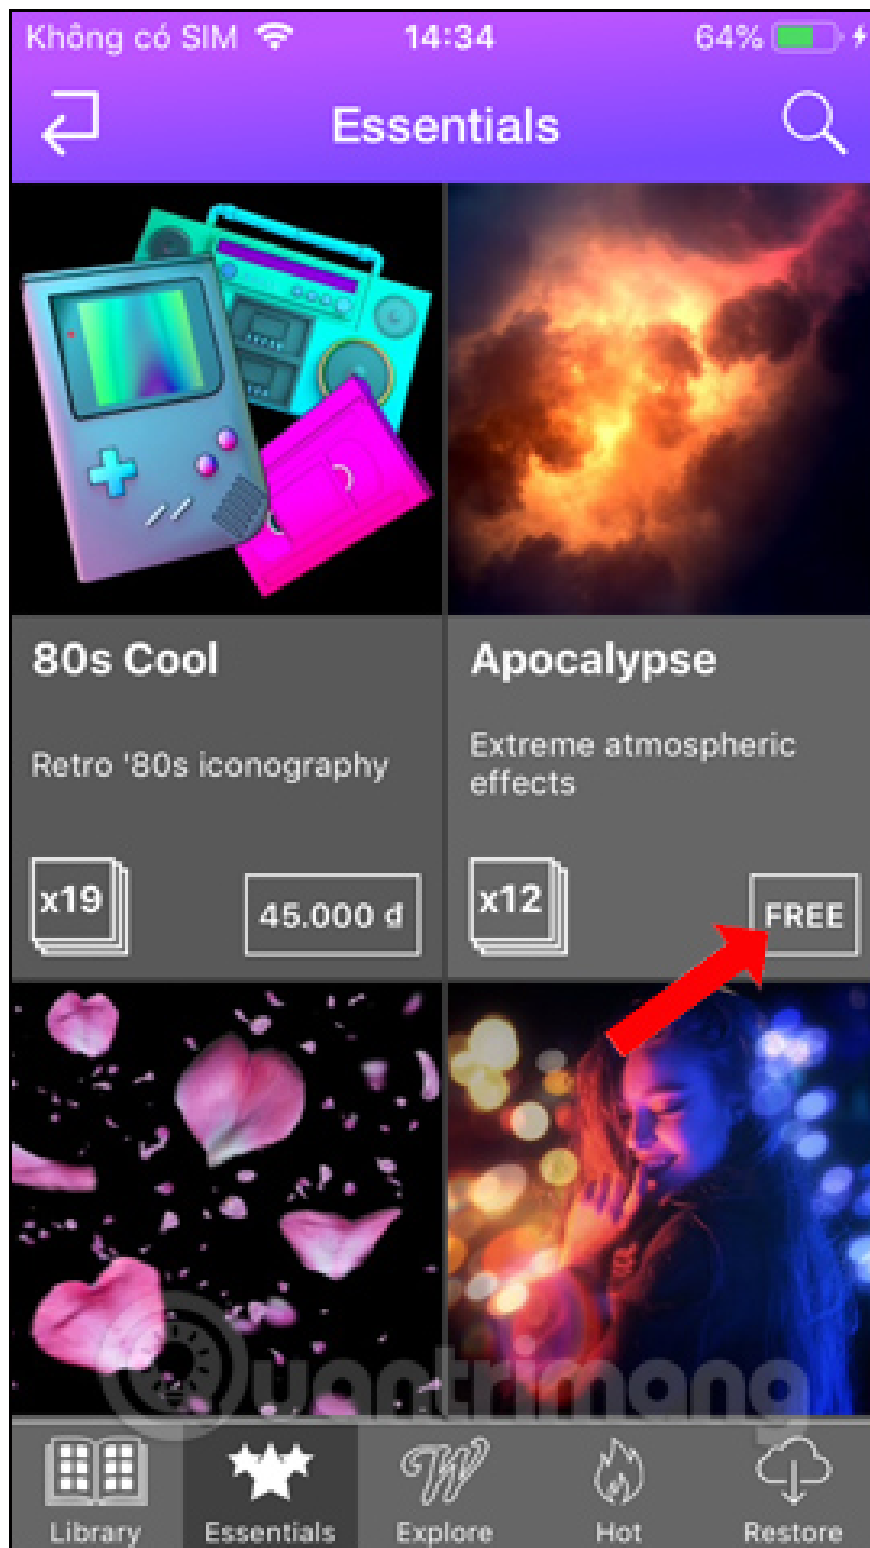 Không có SIM 14:34 64%
Essentials
80s Cool
Retro '80s iconography
x19 45.000 đ
Apocalypse
Extreme atmospheric
effects
x12 FREE
Quantrimang
Library Essentials Explore Hot Restore